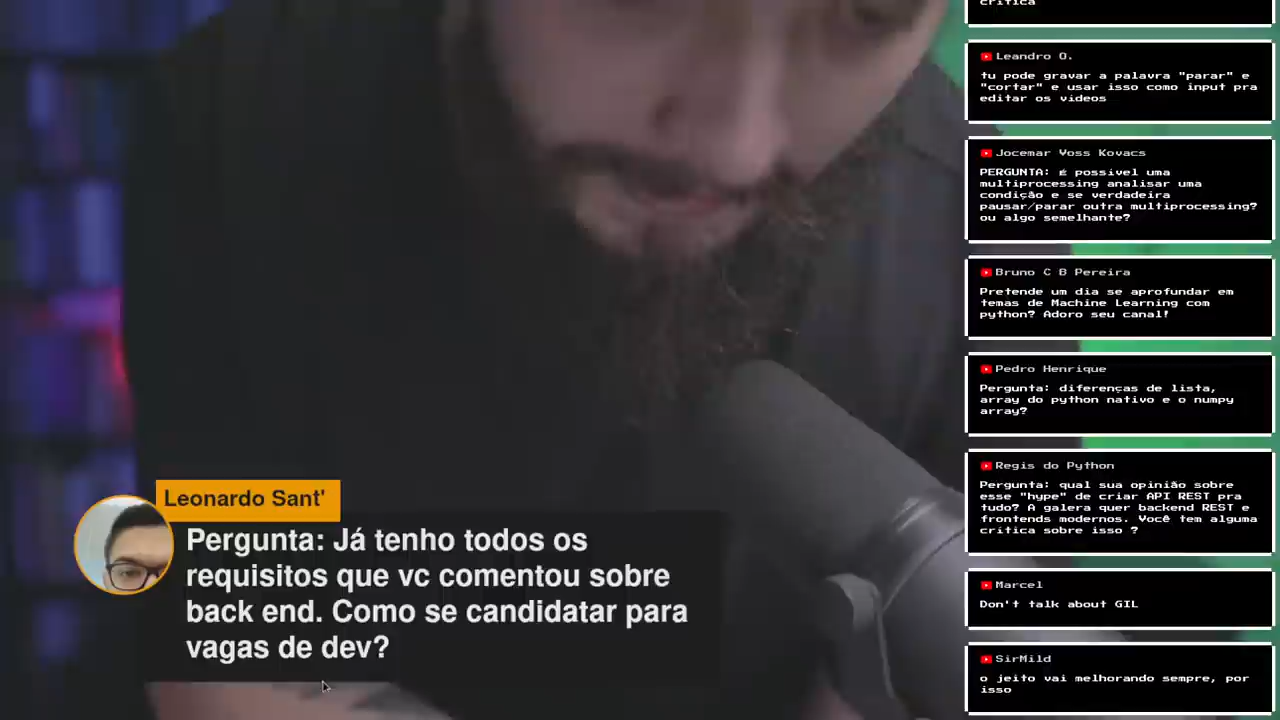 Leonardo Sant'
Pergunta: Já tenho todos os
requisitos que vc comentou sobre
back end. Como se candidatar para
vagas de dev?
crítica
Leandro O.
tu pode gravar a palavra "parar" e
"cortar" e usar isso como input pra
editar os videos
Jocemar Voss Kovacs
PERGUNTA: É possivel uma
multiprocessing analisar uma
condição e se verdadeira
pausar/parar outra multiprocessing?
ou algo semelhante?
Bruno C B Pereira
Pretende um dia se aprofundar em
temas de Machine Learning com
python? Adoro seu canal!
Pedro Henrique
Pergunta: diferenças de lista,
array do python nativo e o numpy
array?
Regis do Python
Pergunta: qual sua opinião sobre
esse "hype" de criar API REST pra
tudo? A galera quer backend REST e
frontends modernos. Você tem alguma
crítica sobre isso ?
Marcel
Don't talk about GIL
SirMild
o jeito vai melhorando sempre, por
isso